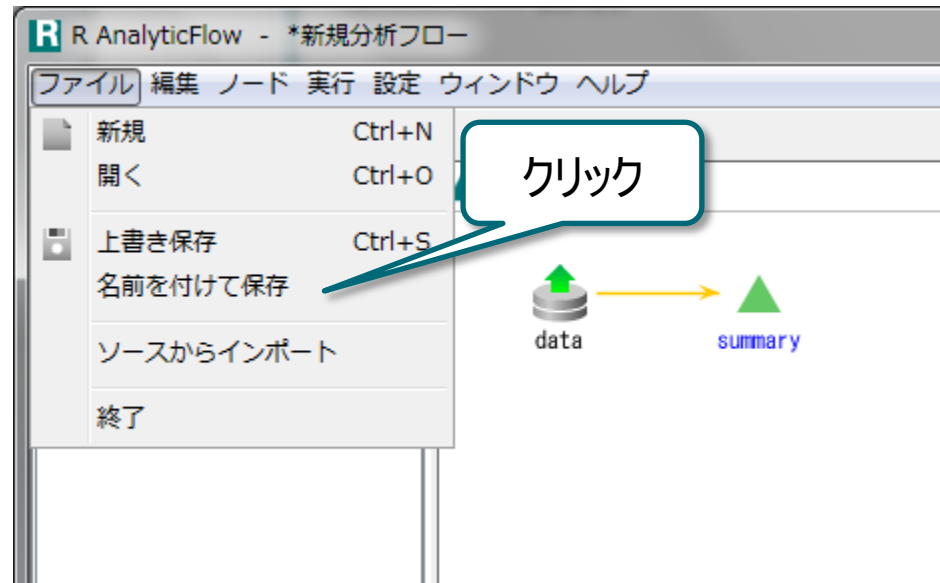 R R AnalyticFlow - *新規分析フロー
ファイル 編集 ノード 実行 設定 ウィンドウ ヘルプ
新規 Ctrl+N
開く Ctrl+O
クリック
上書き保存 Ctrl+S
名前を付けて保存
ソースからインポート
終了
data summary